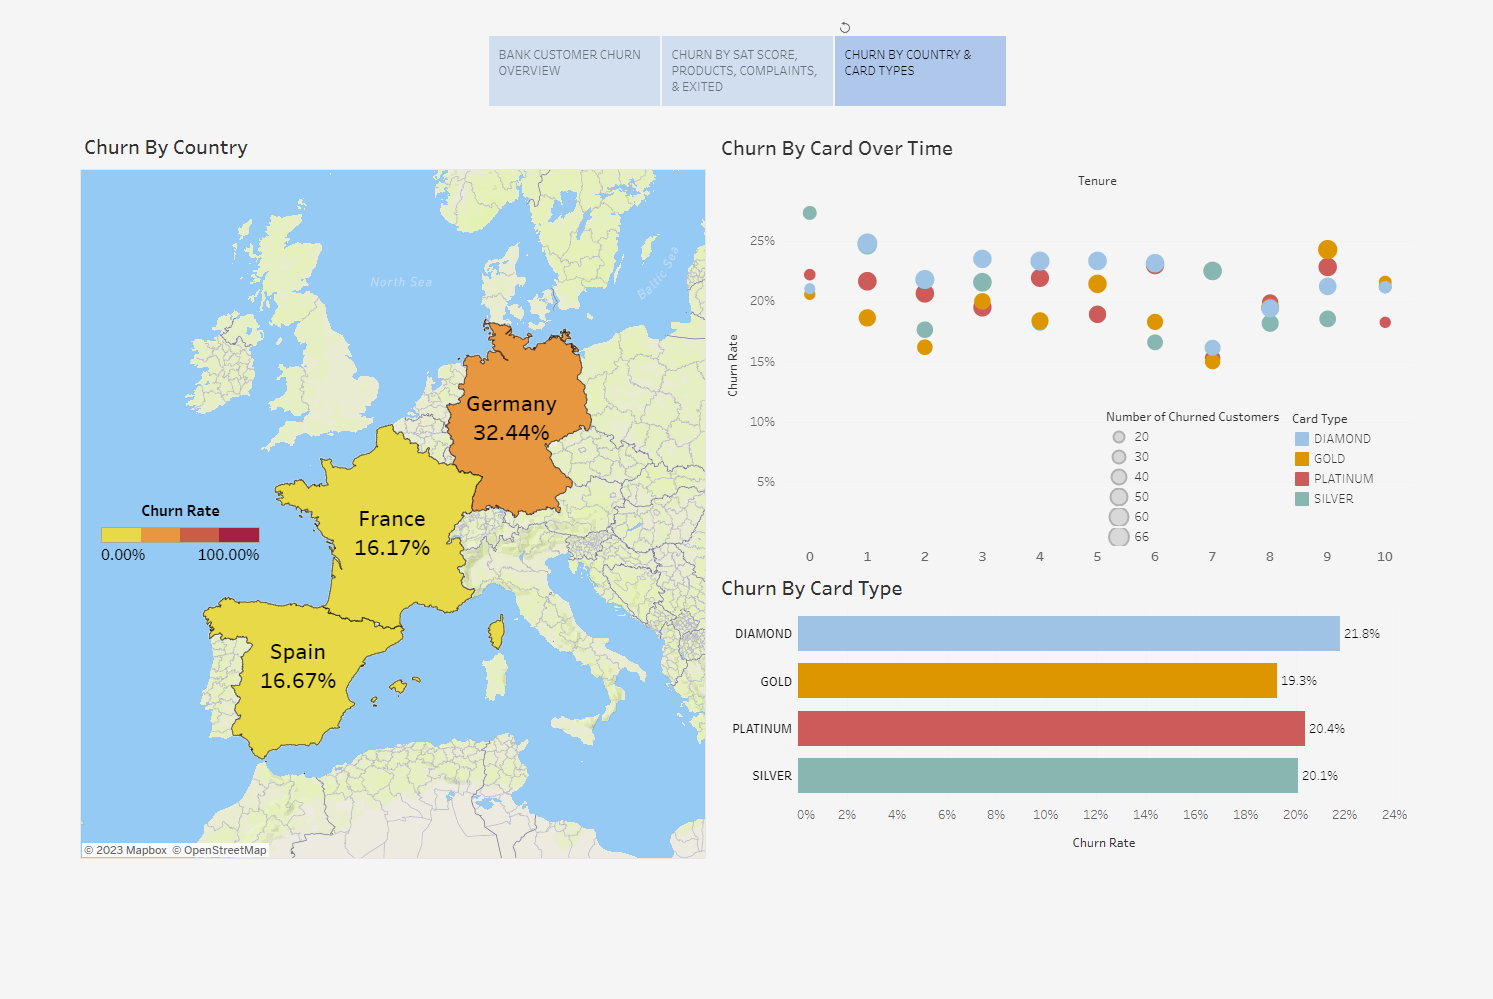 BANK CUSTOMER CHURN
OVERVIEW
CHURN BY SAT SCORE,
PRODUCTS, COMPLAINTS,
& EXITED
CHURN BY COUNTRY &
CARD TYPES
Churn By Country
North Sea
Baltic Sea
Germany
32.44%
France
16.17%
Spain
16.67%
Churn Rate
0.00% 100.00%
© 2023 Mapbox © OpenStreetMap
Churn By Card Over Time
Tenure
Churn Rate
25%
20%
15%
10%
5%
0 1 2 3 4 5 6 7 8 9 10
Number of Churned Customers
20
30
40
50
60
66
Card Type
DIAMOND
GOLD
PLATINUM
SILVER
Churn By Card Type
DIAMOND 21.8%
GOLD 19.3%
PLATINUM 20.4%
SILVER 20.1%
0% 2% 4% 6% 8% 10% 12% 14% 16% 18% 20% 22% 24%
Churn Rate